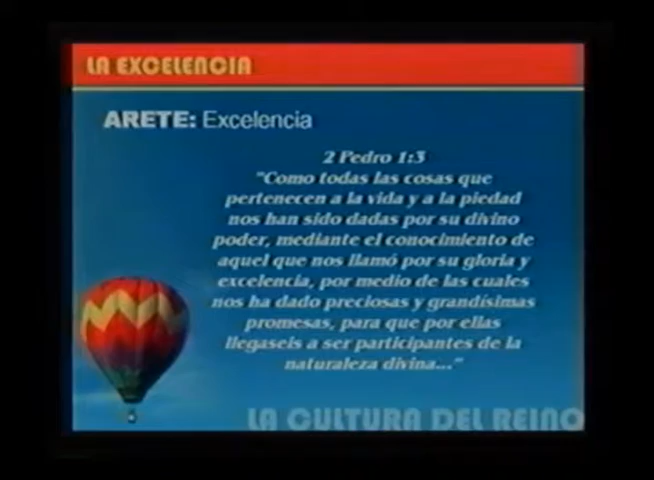 LA EXCELENCIA
ARETE: Excelencia
2 Pedro 1:3
"Como todas las cosas que
pertenecen a la vida y a la piedad
nos han sido dadas por su divino
poder, mediante el conocimiento de
aquel que nos llamó por su gloria y
excelencia, por medio de las cuales
nos ha dado preciosas y grandísimas
promesas, para que por ellas
llegaseis a ser participantes de la
naturaleza divina..."
LA CULTURA DEL REINO